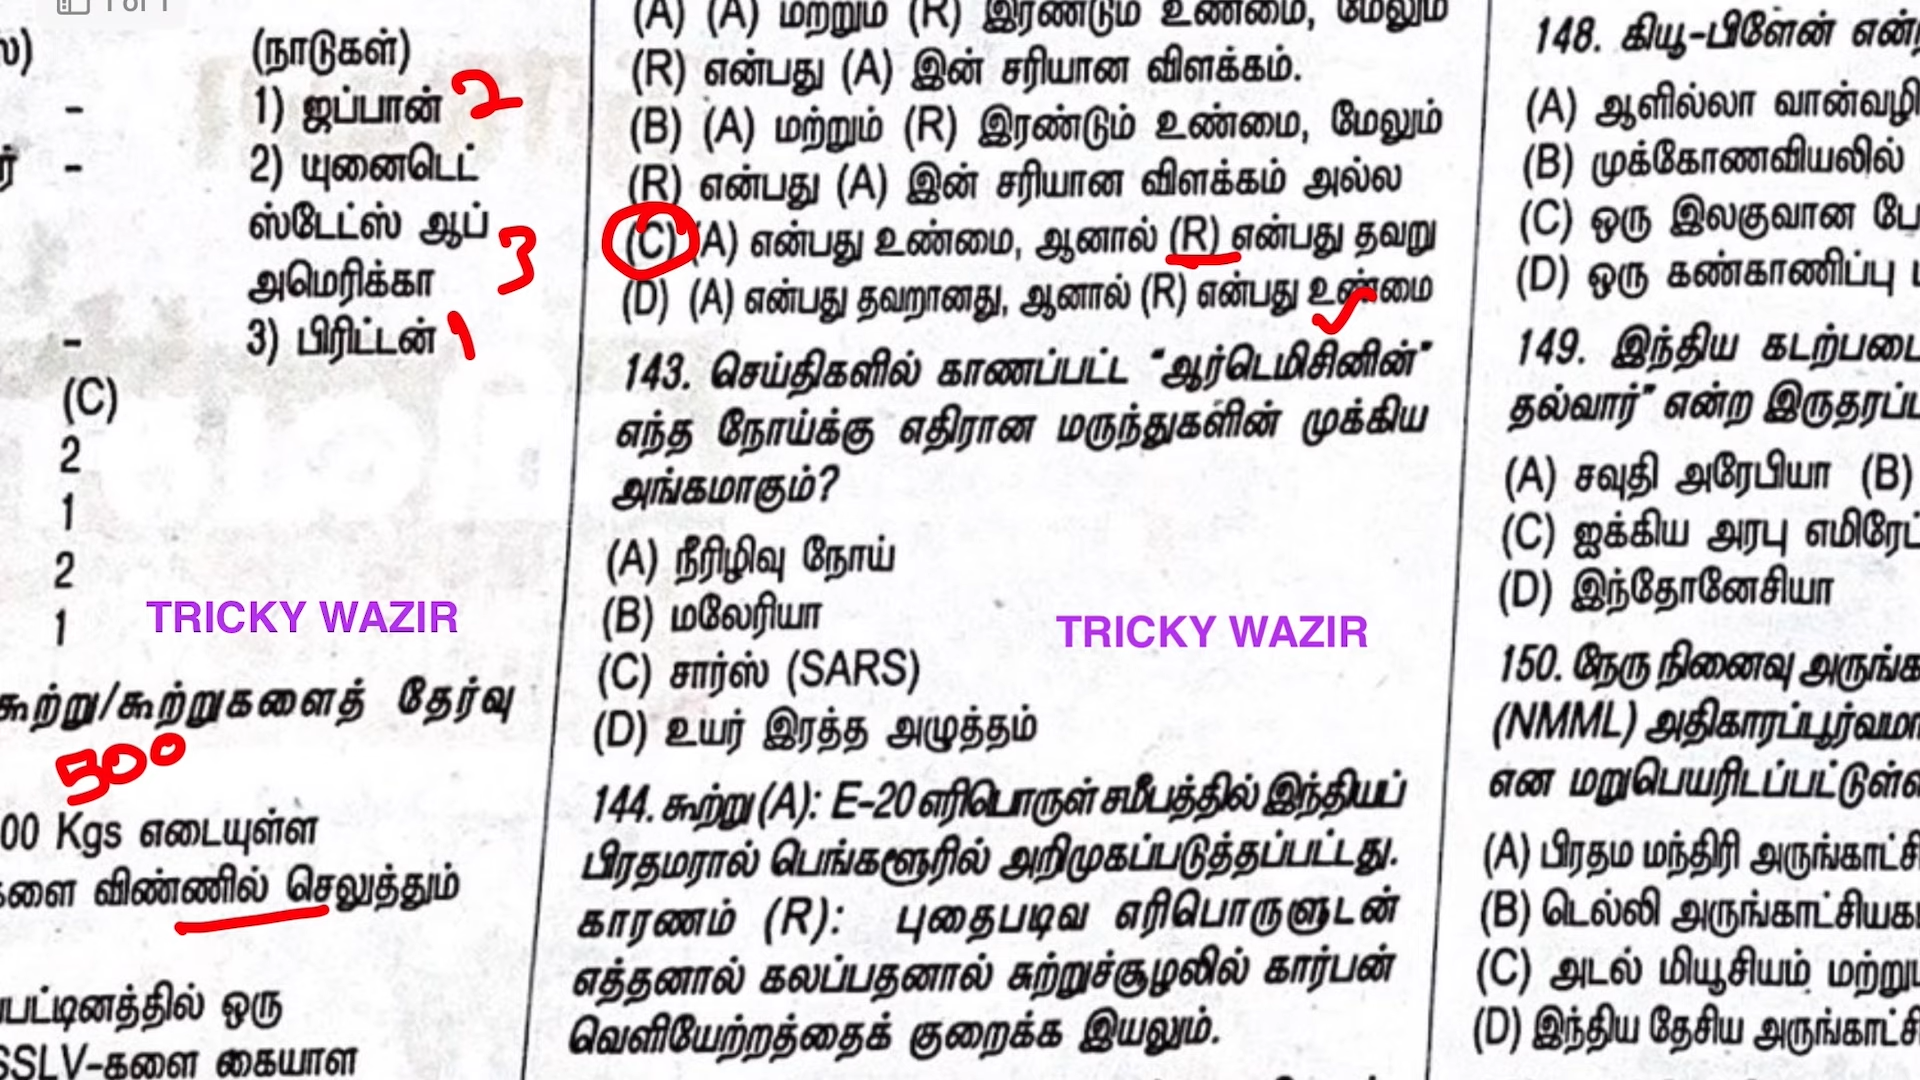 1 of 1
(நாடுகள்)
-
1) ஜப்பான் 2
-
2) யுனைடெட்
ஸ்டேட்ஸ் ஆப்
அமெரிக்கா 3
-
3) பிரிட்டன் 1
(C)
2
1
2
1
TRICKY WAZIR
கூற்று/கூற்றுகளைத் தேர்வு
500
00 Kgs எடையுள்ள
களை விண்ணில் செலுத்தும்
பட்டினத்தில் ஒரு
SSLV-களை கையாள
(A) (A) மற்றும் (R) இரண்டும் உண்மை, மேலும்
(R) என்பது (A) இன் சரியான விளக்கம்.
(B) (A) மற்றும் (R) இரண்டும் உண்மை, மேலும்
(R) என்பது (A) இன் சரியான விளக்கம் அல்ல
(C) (A) என்பது உண்மை, ஆனால் (R) என்பது தவறு
(D) (A) என்பது தவறானது, ஆனால் (R) என்பது உண்மை
143. செய்திகளில் காணப்பட்ட "ஆர்டெமிசினின்"
எந்த நோய்க்கு எதிரான மருந்துகளின் முக்கிய
அங்கமாகும்?
(A) நீரிழிவு நோய்
(B) மலேரியா
(C) சார்ஸ் (SARS)
(D) உயர் இரத்த அழுத்தம்
TRICKY WAZIR
144. கூற்று (A): E-20 எரிபொருள் சமீபத்தில் இந்தியப்
பிரதமரால் பெங்களூரில் அறிமுகப்படுத்தப்பட்டது.
காரணம் (R): புதைபடிவ எரிபொருளுடன்
எத்தனால் கலப்பதனால் சுற்றுச்சூழலில் கார்பன்
வெளியேற்றத்தைக் குறைக்க இயலும்.
148. கியூ-பிளேன்
(A) ஆளில்லா வான்வழி
(B) முக்கோணவியலில்
(C) ஒரு இலகுவான
(D) ஒரு கண்காணிப்பு
149. இந்திய கடற்படை
தல்வார்" என்ற இருதரப்ப
(A) சவுதி அரேபியா (B)
(C) ஐக்கிய அரபு எமிரேட்
(D) இந்தோனேசியா
150. நேரு நினைவு அருங்க
(NMML) அதிகாரப்பூர்வமா
என மறுபெயரிடப்பட்டுள்ள
(A) பிரதம மந்திரி அருங்காட்சி
(B) டெல்லி அருங்காட்சியக
(C) அடல் மியூசியம் மற்றும்
(D) இந்திய தேசிய அருங்காட்சி